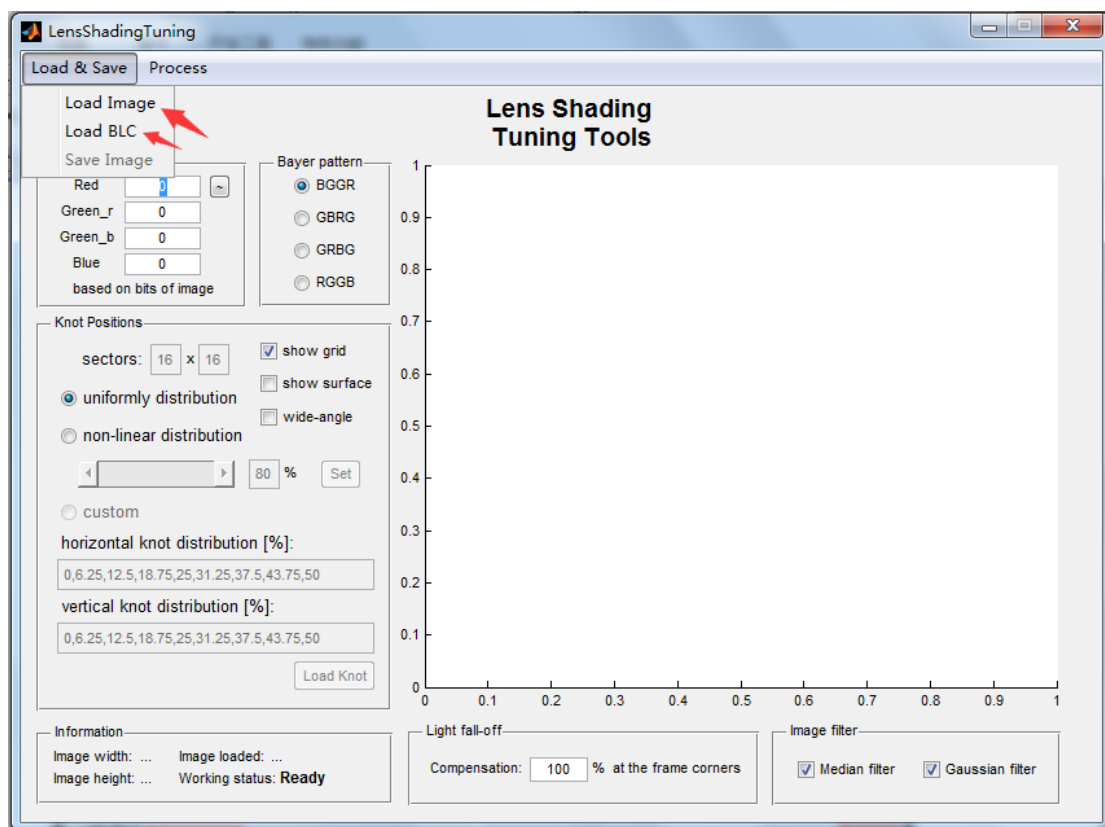 LensShadingTuning
Load & Save Process
Load Image
Load BLC
Save Image
Lens Shading
Tuning Tools
Red 0 ~
Green_r 0
Green_b 0
Blue 0
based on bits of image
Bayer pattern
BGGR
GBRG
GRBG
RGGB
Knot Positions
sectors: 16 x 16
show grid
show surface
wide-angle
uniformly distribution
non-linear distribution
80 % Set
custom
horizontal knot distribution [%]:
0,6.25,12.5,18.75,25,31.25,37.5,43.75,50
vertical knot distribution [%]:
0,6.25,12.5,18.75,25,31.25,37.5,43.75,50
Load Knot
1
0.9
0.8
0.7
0.6
0.5
0.4
0.3
0.2
0.1
0
0 0.1 0.2 0.3 0.4 0.5 0.6 0.7 0.8 0.9 1
Information
Image width: ... Image loaded: ...
Image height: ... Working status: Ready
Light fall-off
Compensation: 100 % at the frame corners
Image filter
Median filter Gaussian filter